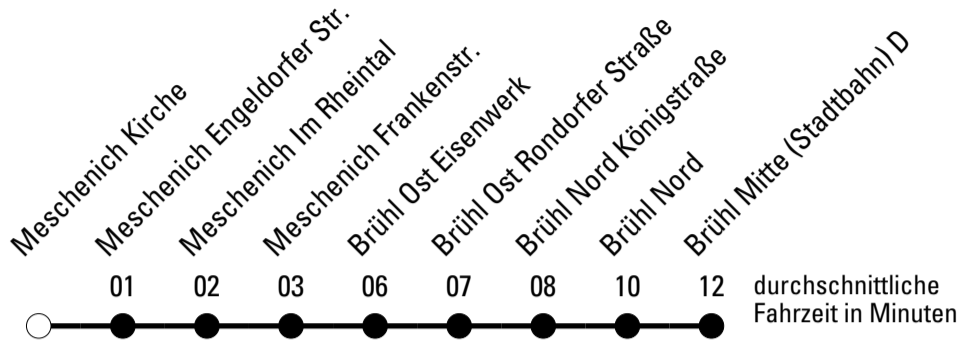 Meschenich Kirche
Meschenich Engeldorfer Str.
Meschenich Im Rheintal
Meschenich Frankenstr.
Brühl Ost Eisenwerk
Brühl Ost Rondorfer Straße
Brühl Nord Königstraße
Brühl Nord
Brühl Mitte (Stadtbahn) D
01 02 03 06 07 08 10 12
durchschnittliche
Fahrzeit in Minuten